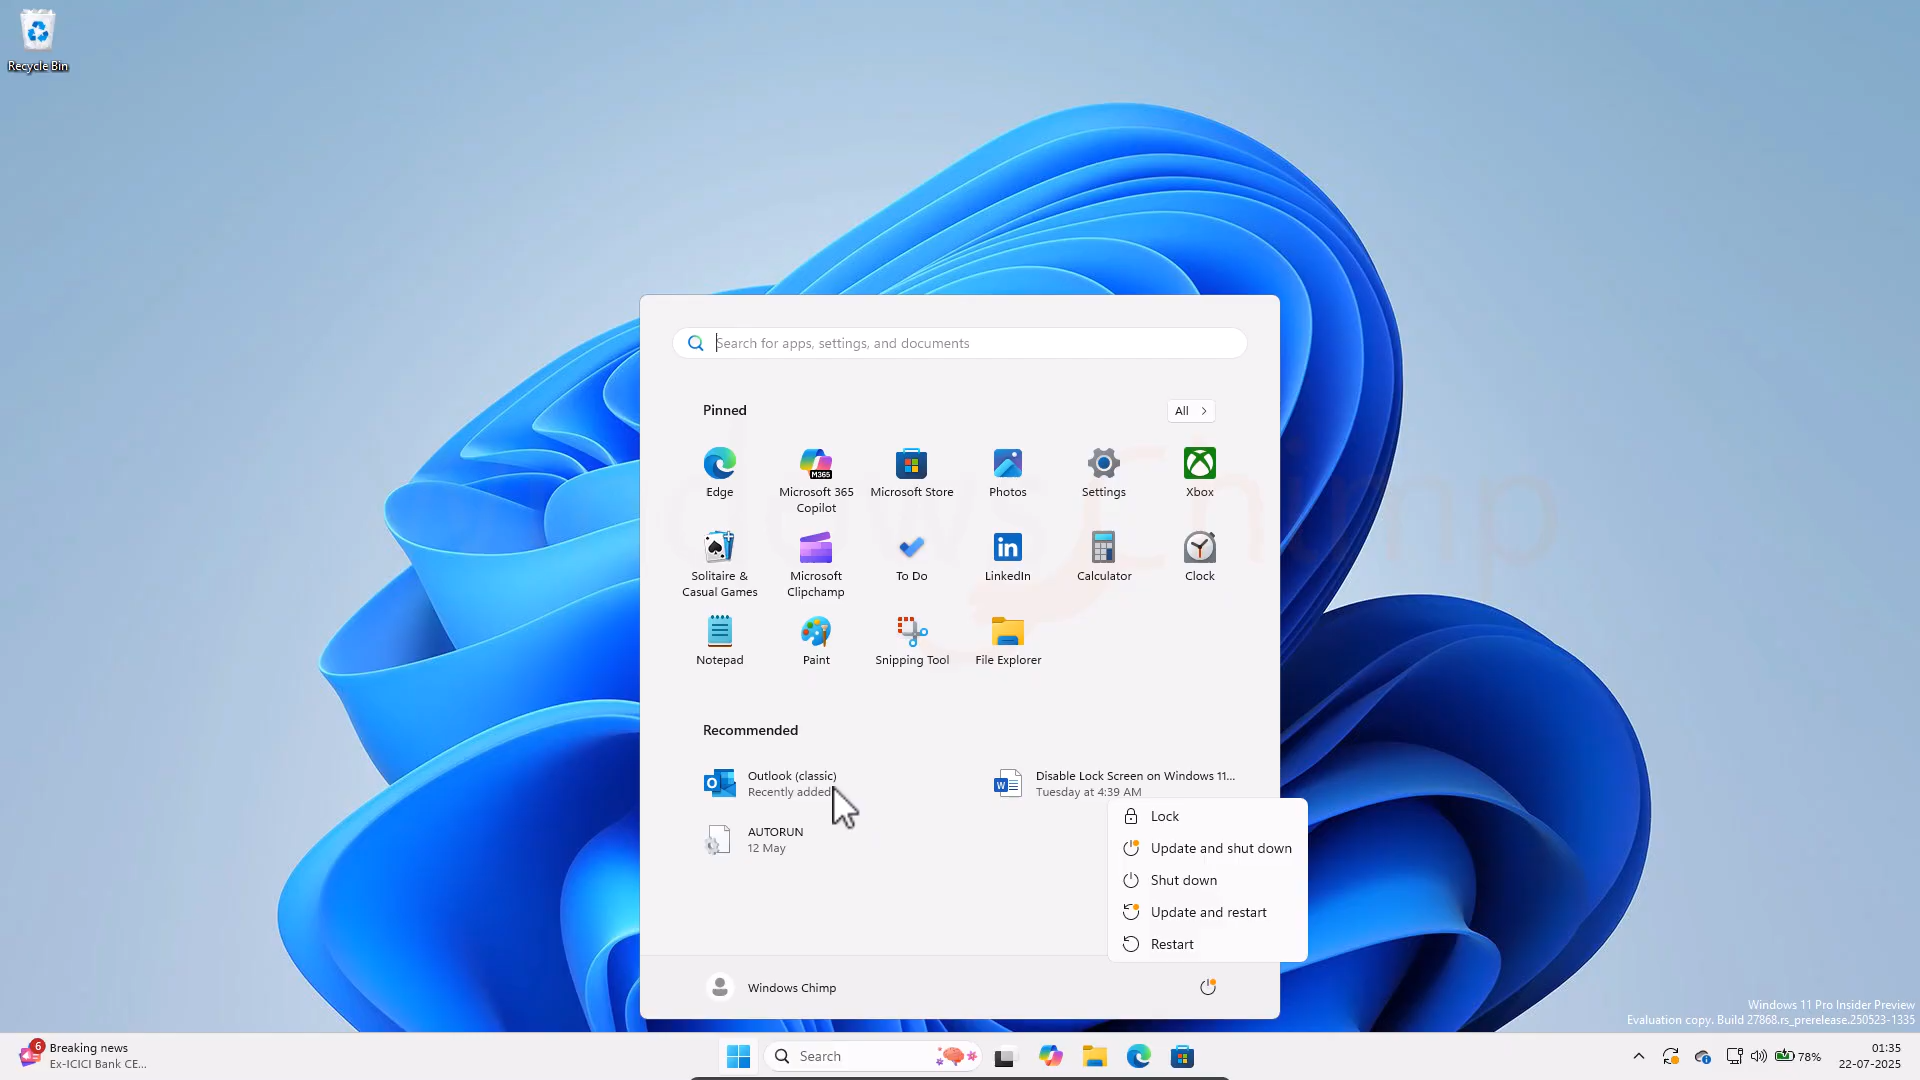 Recycle Bin
Search for apps, settings, and documents
Pinned
All
Edge
Microsoft 365
Copilot
M365
Microsoft Store
Photos
Settings
Xbox
Solitaire &
Casual Games
Microsoft
Clipchamp
To Do
LinkedIn
Calculator
Clock
Notepad
Paint
Snipping Tool
File Explorer
Recommended
Outlook (classic)
Recently added
Disable Lock Screen on Windows 11...
Tuesday at 4:39 AM
AUTORUN
12 May
Lock
Update and shut down
Shut down
Update and restart
Restart
Windows Chimp
Windows 11 Pro Insider Preview
Evaluation copy. Build 27868.rs_prerelease.250523-1335
6
Breaking news
Ex-ICICI Bank CE...
Search
78%
01:35
22-07-2025